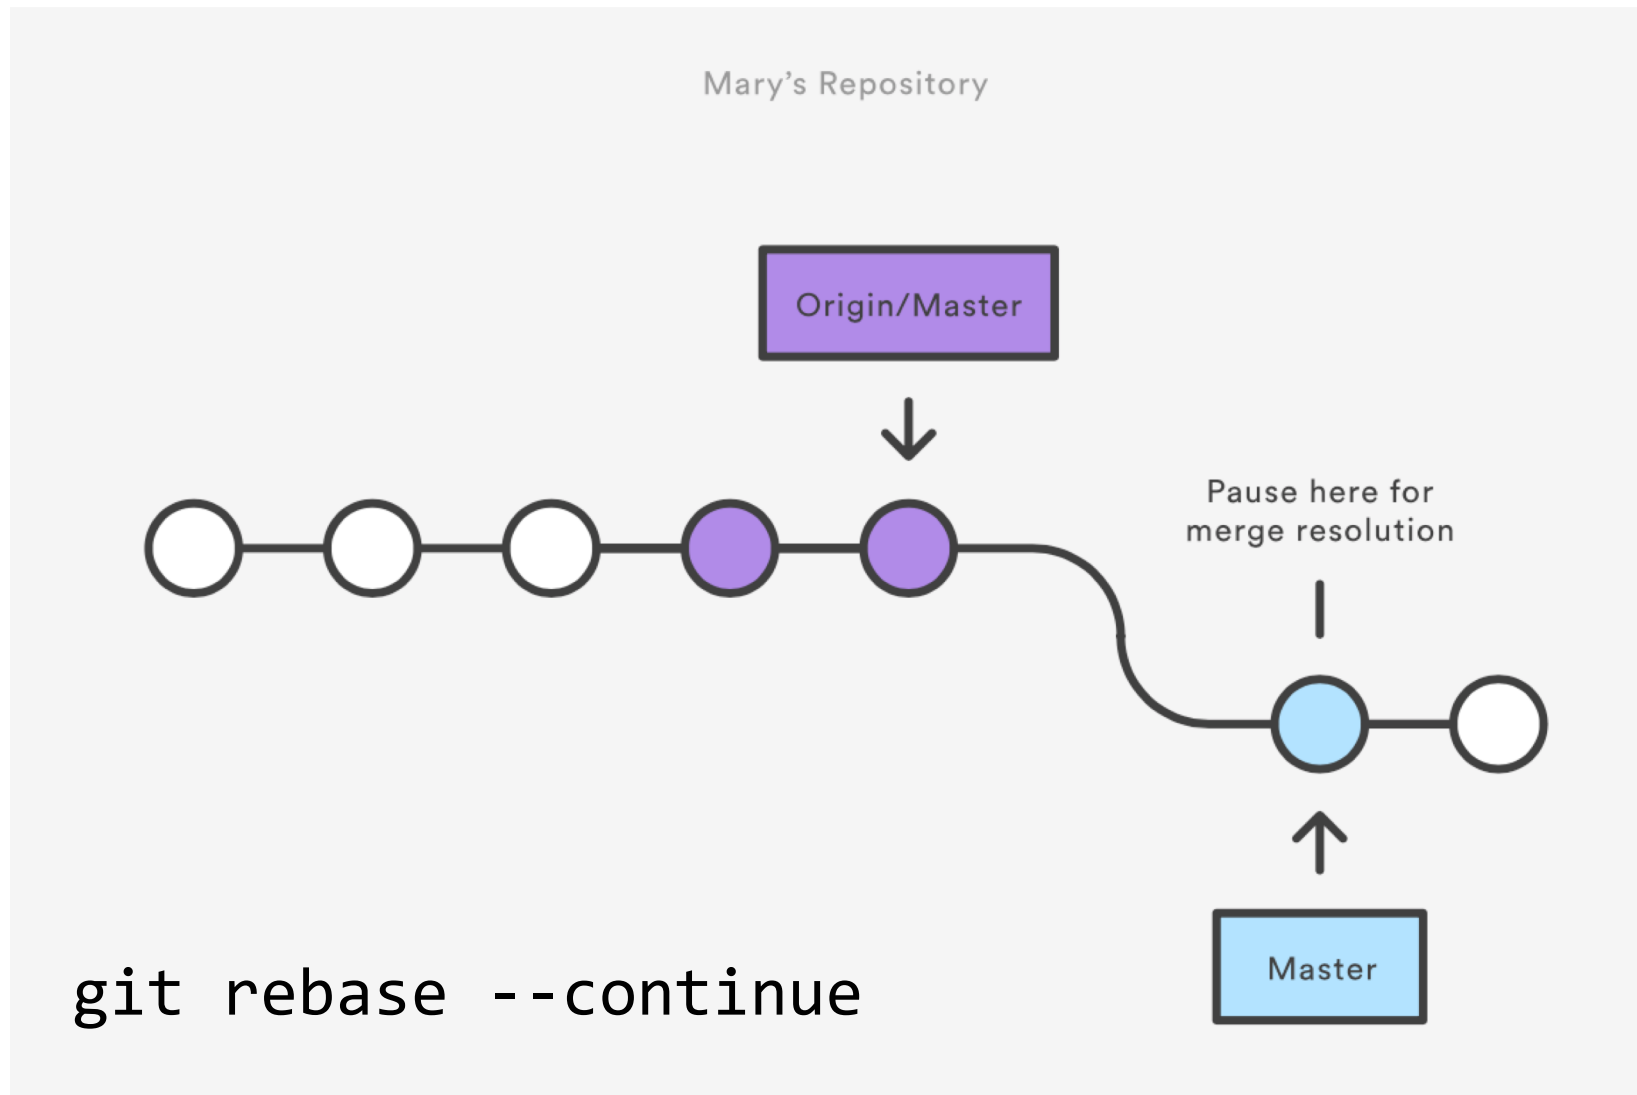 Mary’s Repository
Origin/Master
Pause here for
merge resolution
Master
git rebase --continue